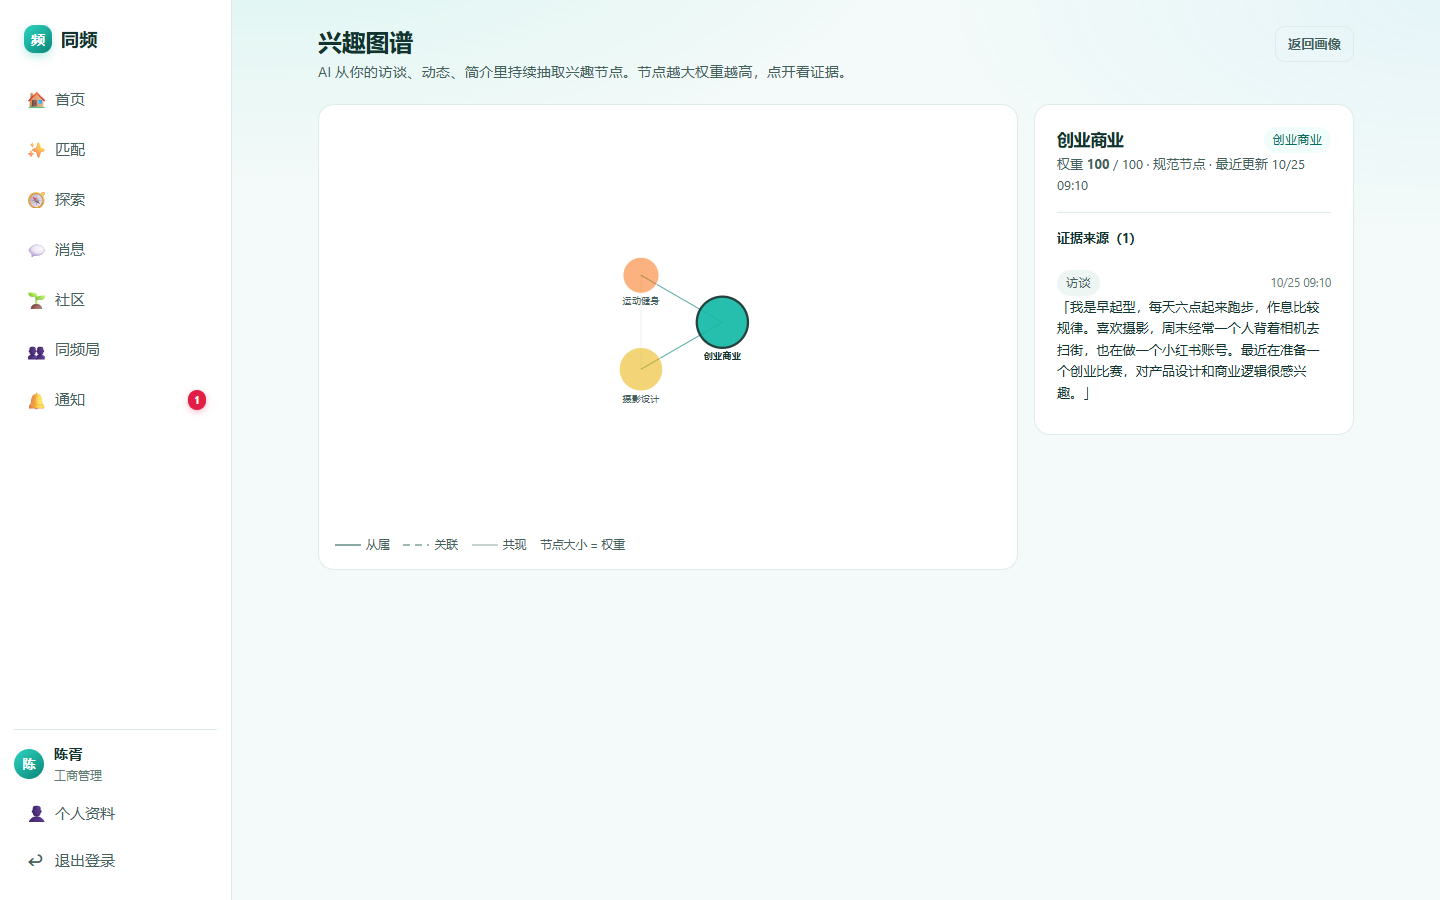 频 同频
首页
匹配
探索
消息
社区
同频局
通知 1
陈 陈胥
工商管理
个人资料
退出登录
兴趣图谱
AI 从你的访谈、动态、简介里持续抽取兴趣节点。节点越大权重越高，点开看证据。
返回画像
运动健身
创业商业
摄影设计
从属 关联 共现 节点大小 = 权重
创业商业 创业商业
权重 100 / 100 · 规范节点 · 最近更新 10/25
09:10
证据来源（1）
访谈 10/25 09:10
「我是早起型，每天六点起来跑步，作息比较
规律。喜欢摄影，周末经常一个人背着相机去
扫街，也在做一个小红书账号。最近在准备一
个创业比赛，对产品设计和商业逻辑很感兴
趣。」